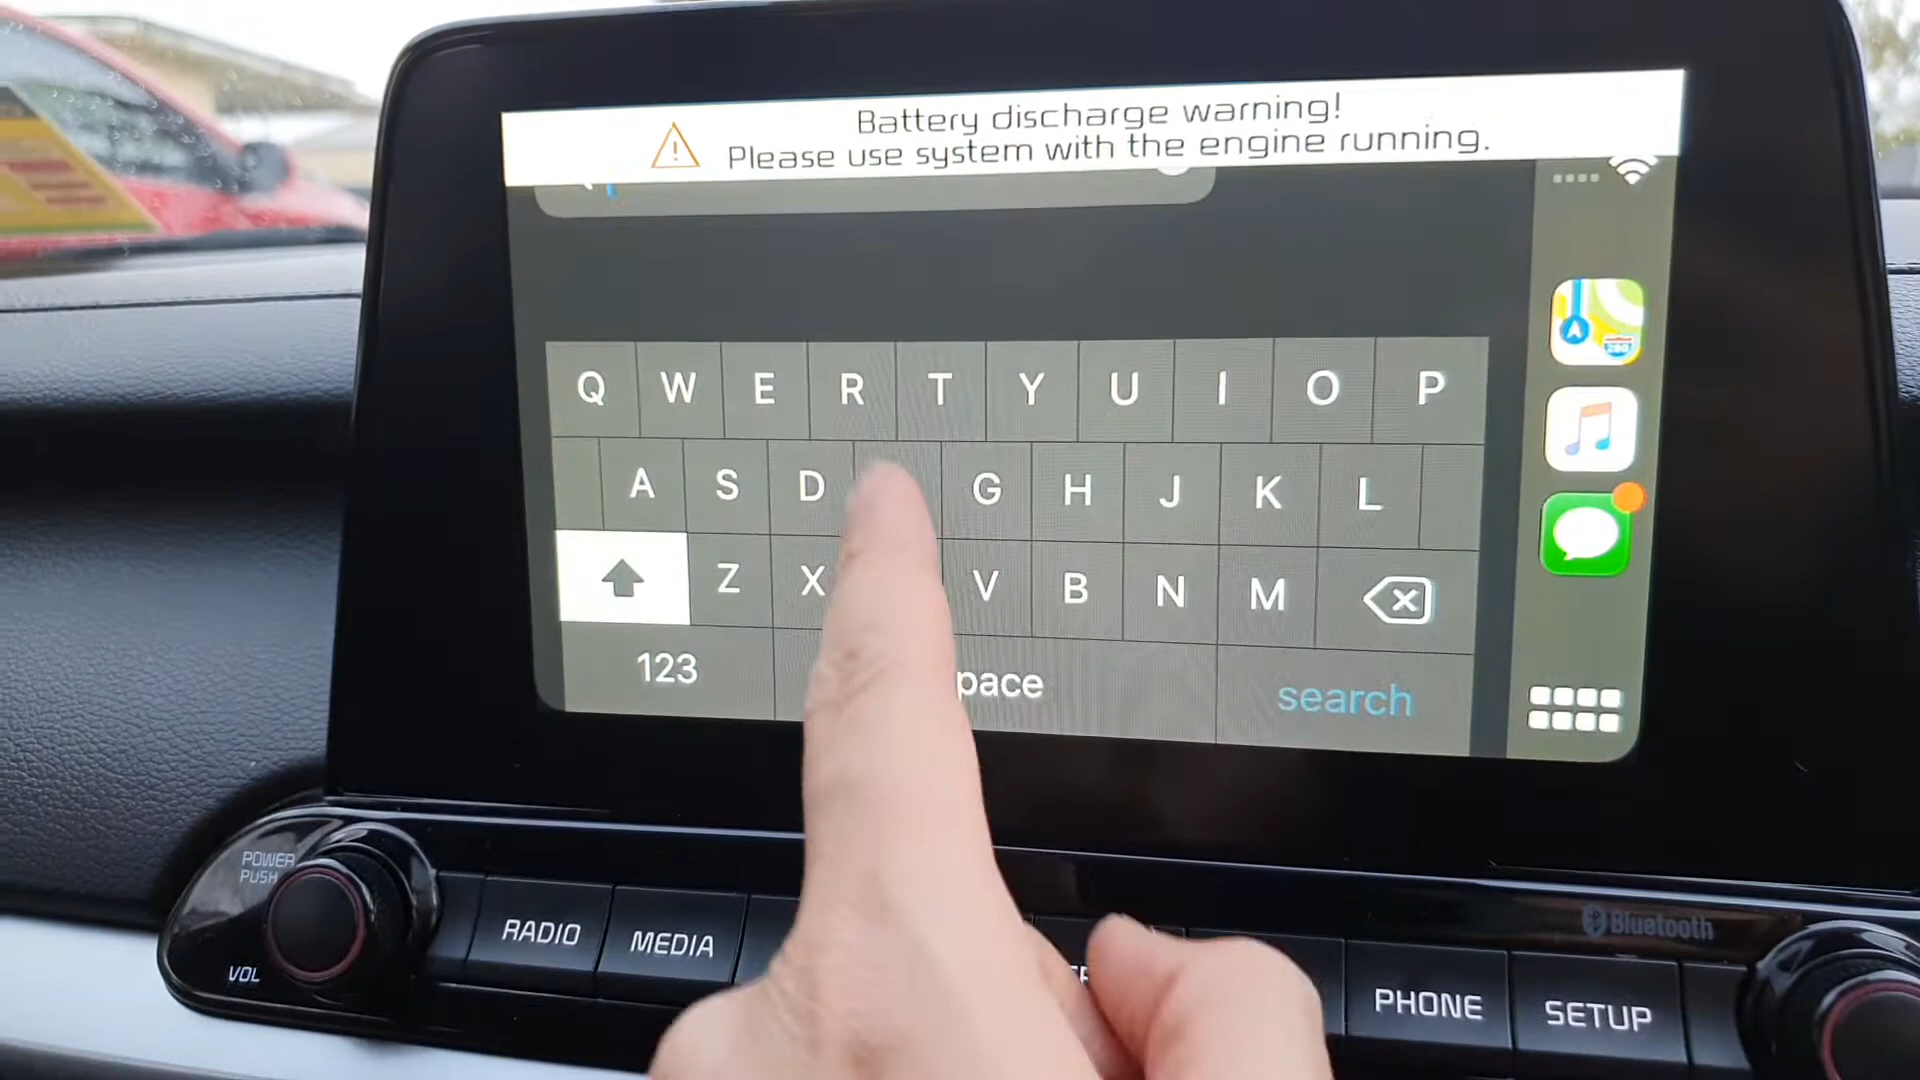 Battery discharge warning!
Please use system with the engine running.
Q W E R T Y U I O P
A S D G H J K L
Z X V B N M
123 pace search
280
POWER
PUSH
VOL
RADIO
MEDIA
PHONE
SETUP
Bluetooth